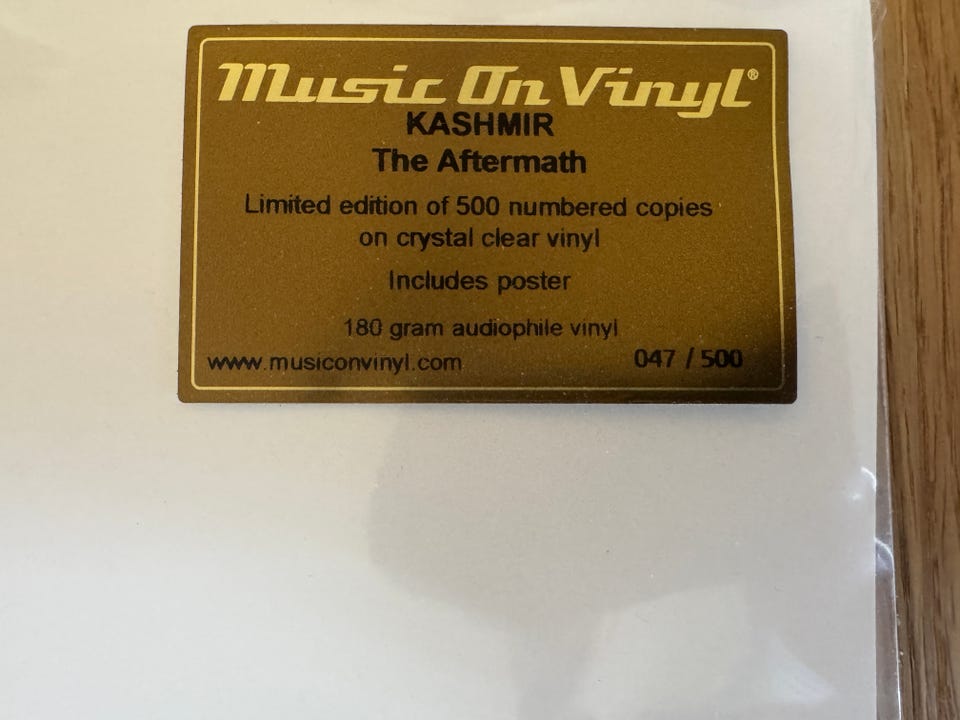 Music On Vinyl®
KASHMIR
The Aftermath
Limited edition of 500 numbered copies
on crystal clear vinyl
Includes poster
180 gram audiophile vinyl
www.musiconvinyl.com 047 / 500